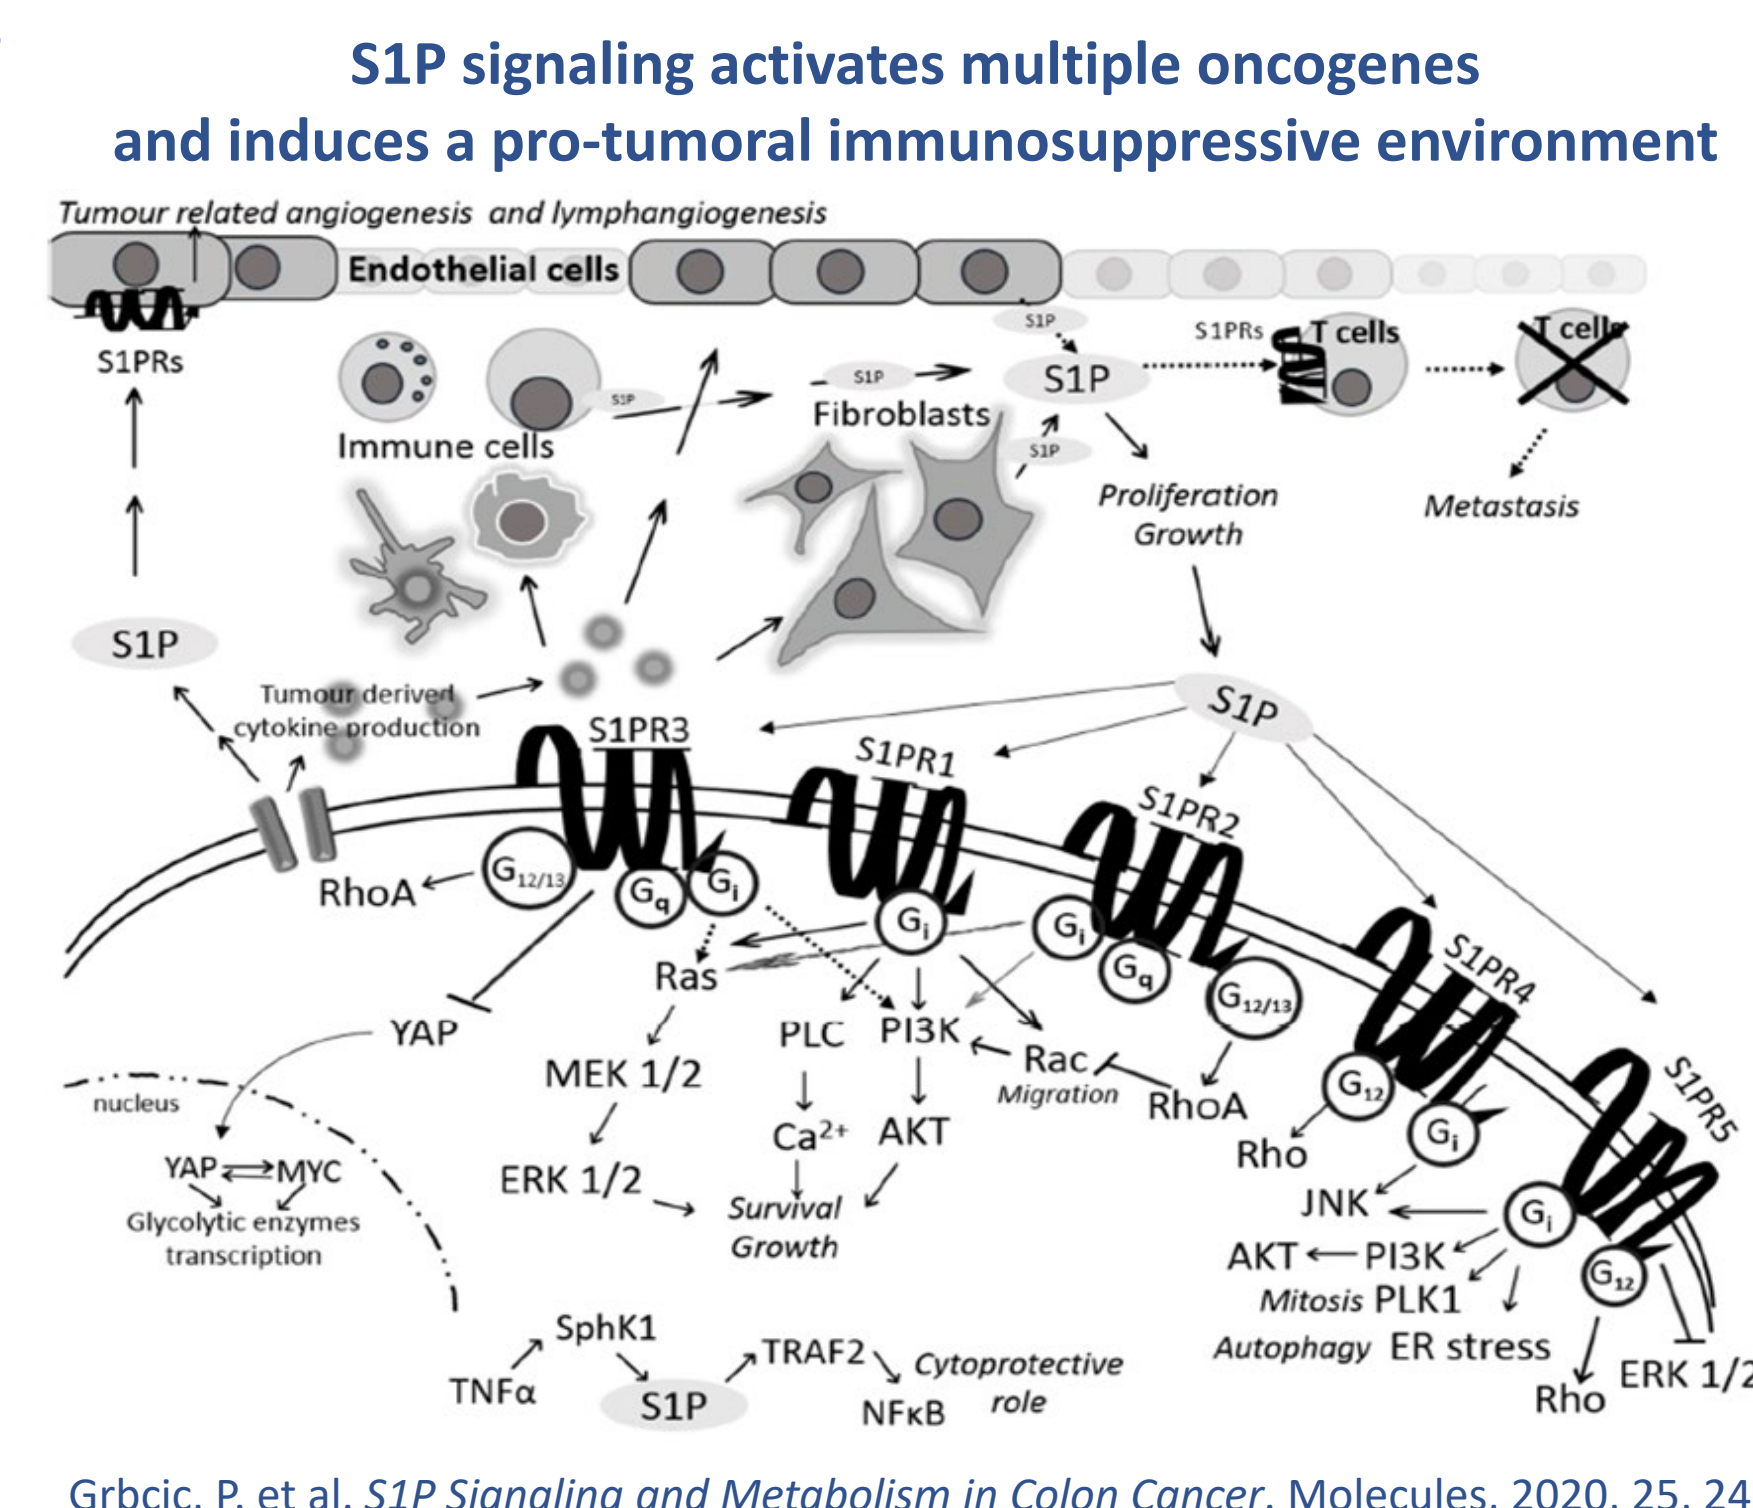 S1P signaling activates multiple oncogenes
and induces a pro-tumoral immunosuppressive environment
Tumour related angiogenesis and lymphangiogenesis
Endothelial cells
S1P
S1PRs
T cells
T cells
S1PRs
S1P
S1P
S1P
Fibroblasts
Immune cells
S1P
Proliferation
Growth
Metastasis
S1P
Tumour derived
cytokine production
S1P
S1PR3
S1PR1
S1PR2
S1PR4
S1PR5
RhoA
G12/13
Gq
Gi
Gi
Gi
Gq
G12/13
Ras
YAP
PLC
PI3K
Rac
Migration
RhoA
G12
Gi
MEK 1/2
nucleus
Ca2+
AKT
Rho
YAP
MYC
ERK 1/2
Survival
Growth
JNK
Gi
Glycolytic enzymes
transcription
AKT
PI3K
G12
Mitosis PLK1
Autophagy ER stress
SphK1
TRAF2
Cytoprotective
role
TNFα
S1P
NFκB
Rho
ERK 1/2
Grbcic, P. et al. S1P Signaling and Metabolism in Colon Cancer. Molecules. 2020, 25, 24